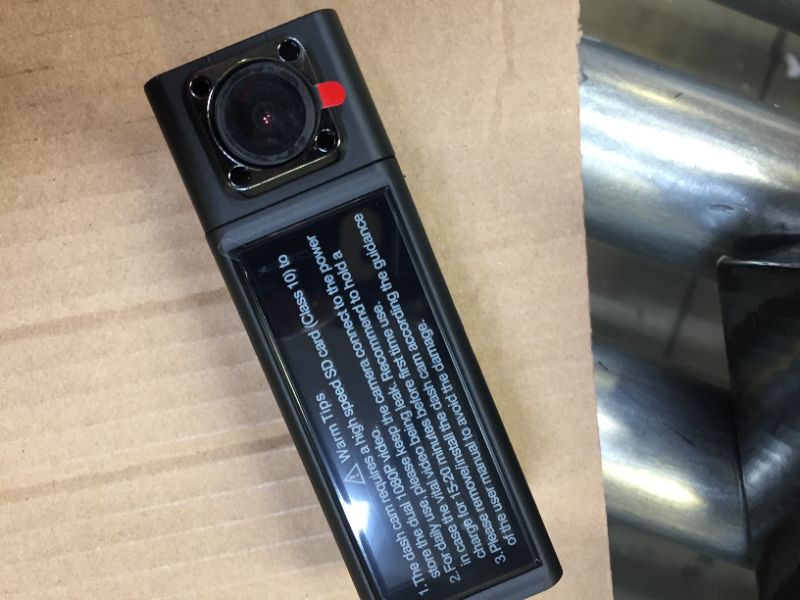 ⚠ Warm Tips
1.The dash cam requires a high speed SD card (Class 10) to
store the dual 1080P video.
2.For daily use, please keep the camera connect to the power
in case the vital video being leak. Recommend to hold a
charge for 15-20 minutes before first time use.
3.Please remove/install the dash cam according the guidance
of the user manual to avoid the damage.